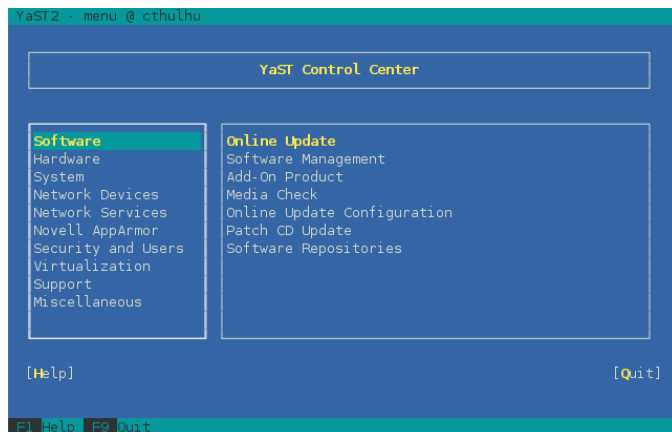 YaST2 - menu @ cthulhu
YaST Control Center
Software
Hardware
System
Network Devices
Network Services
Novell AppArmor
Security and Users
Virtualization
Support
Miscellaneous
Online Update
Software Management
Add-On Product
Media Check
Online Update Configuration
Patch CD Update
Software Repositories
[Help] [Quit]
F1 Help F9 Quit